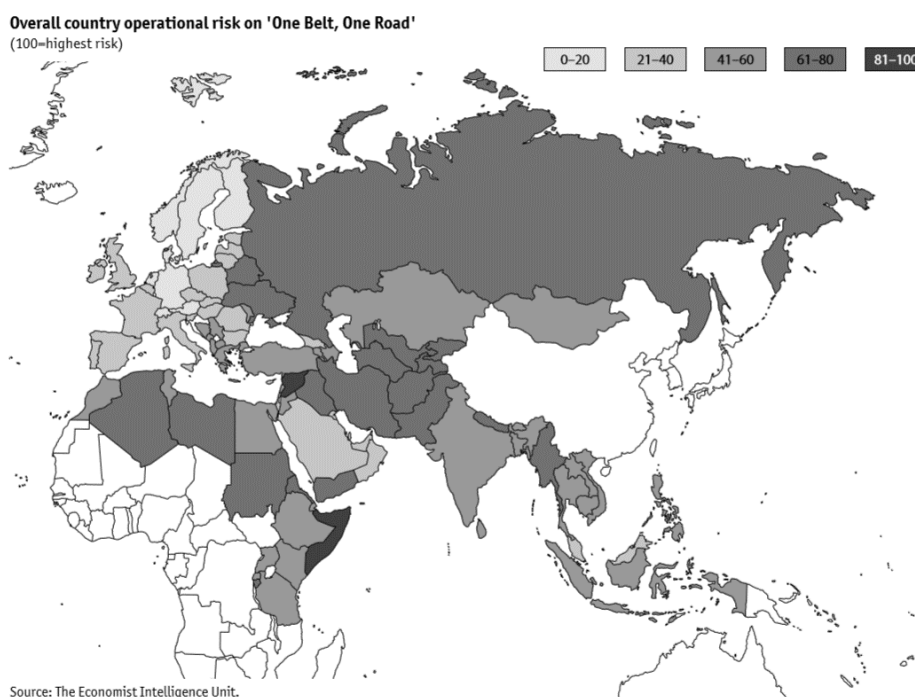 Overall country operational risk on 'One Belt, One Road'
(100=highest risk)
0–20
21–40
41–60
61–80
81–100
Source: The Economist Intelligence Unit.